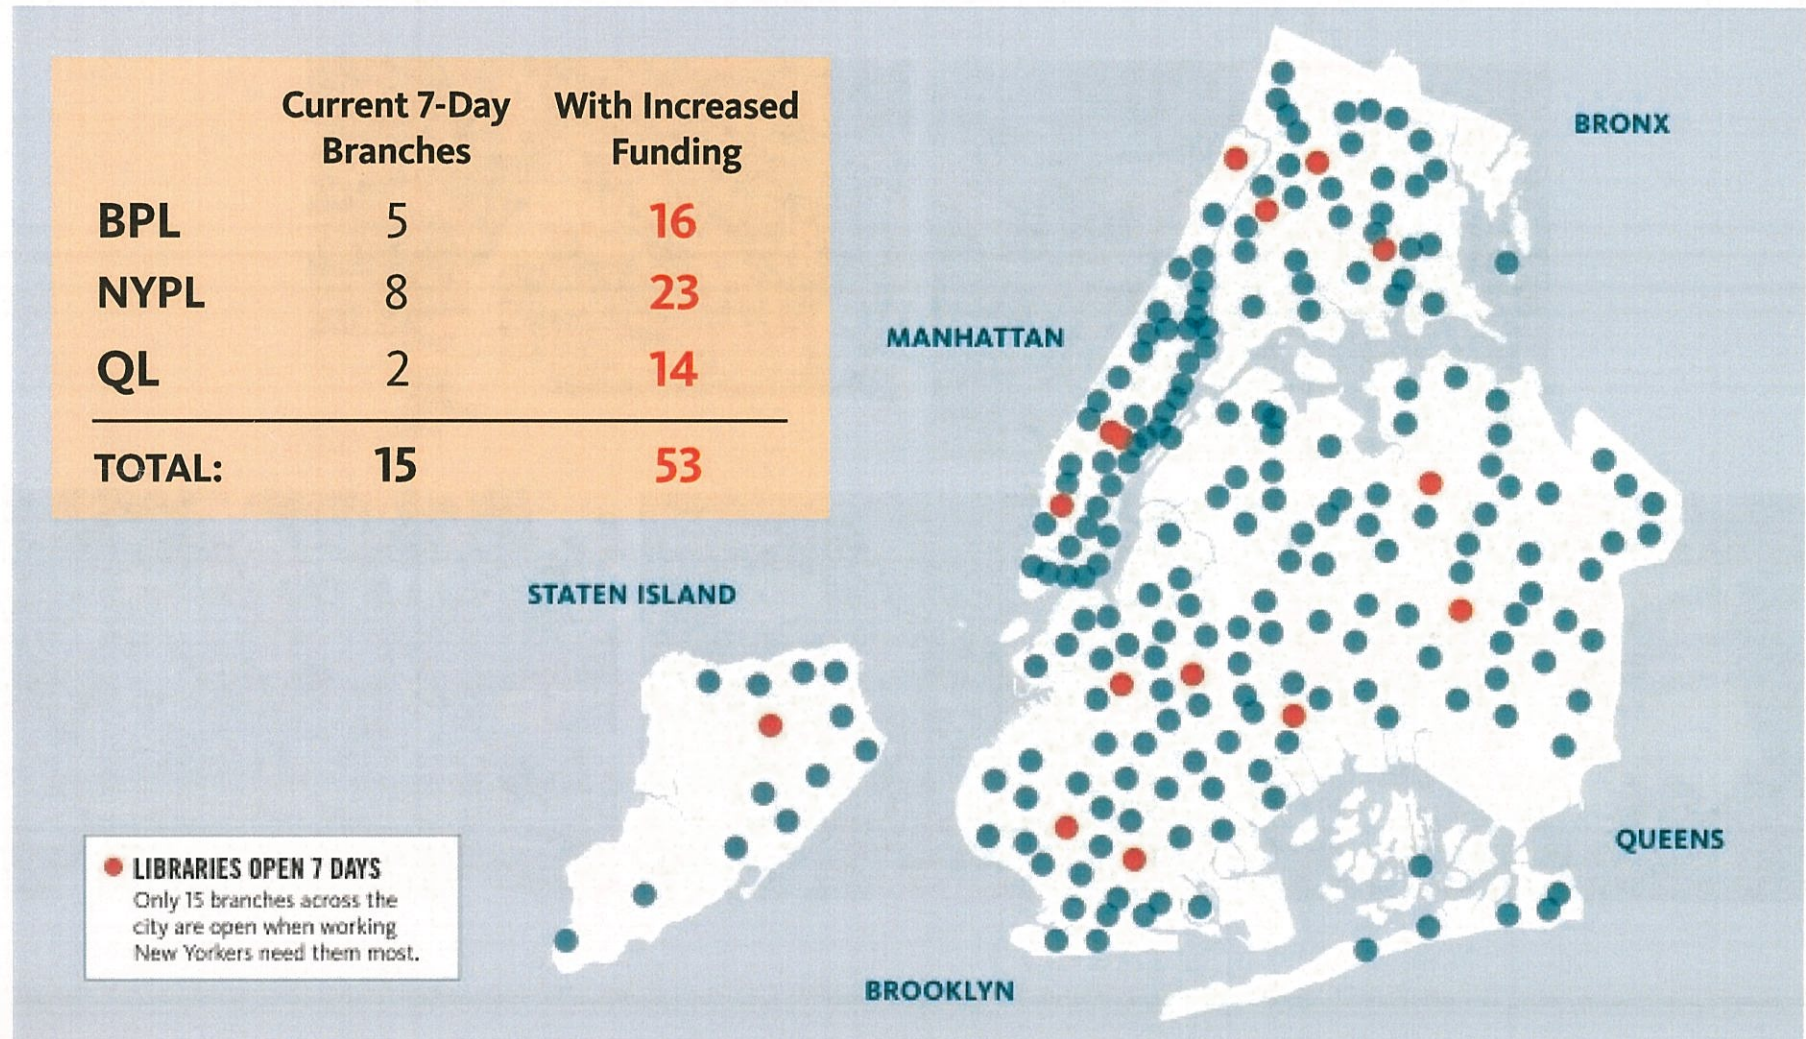 Current 7-Day With Increased
Branches Funding
BPL 5 16
NYPL 8 23
QL 2 14
TOTAL: 15 53
BRONX
MANHATTAN
STATEN ISLAND
QUEENS
BROOKLYN
LIBRARIES OPEN 7 DAYS
Only 15 branches across the
city are open when working
New Yorkers need them most.